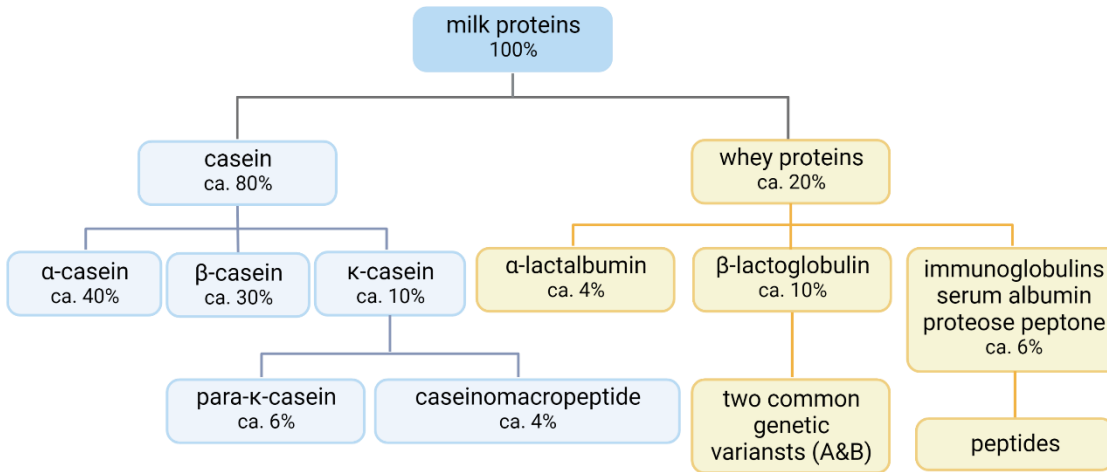 milk proteins
100%
casein
ca. 80%
whey proteins
ca. 20%
α-casein
ca. 40%
β-casein
ca. 30%
κ-casein
ca. 10%
α-lactalbumin
ca. 4%
β-lactoglobulin
ca. 10%
immunoglobulins
serum albumin
proteose peptone
ca. 6%
para-κ-casein
ca. 6%
caseinomacropeptide
ca. 4%
two common
genetic
variansts (A&B)
peptides